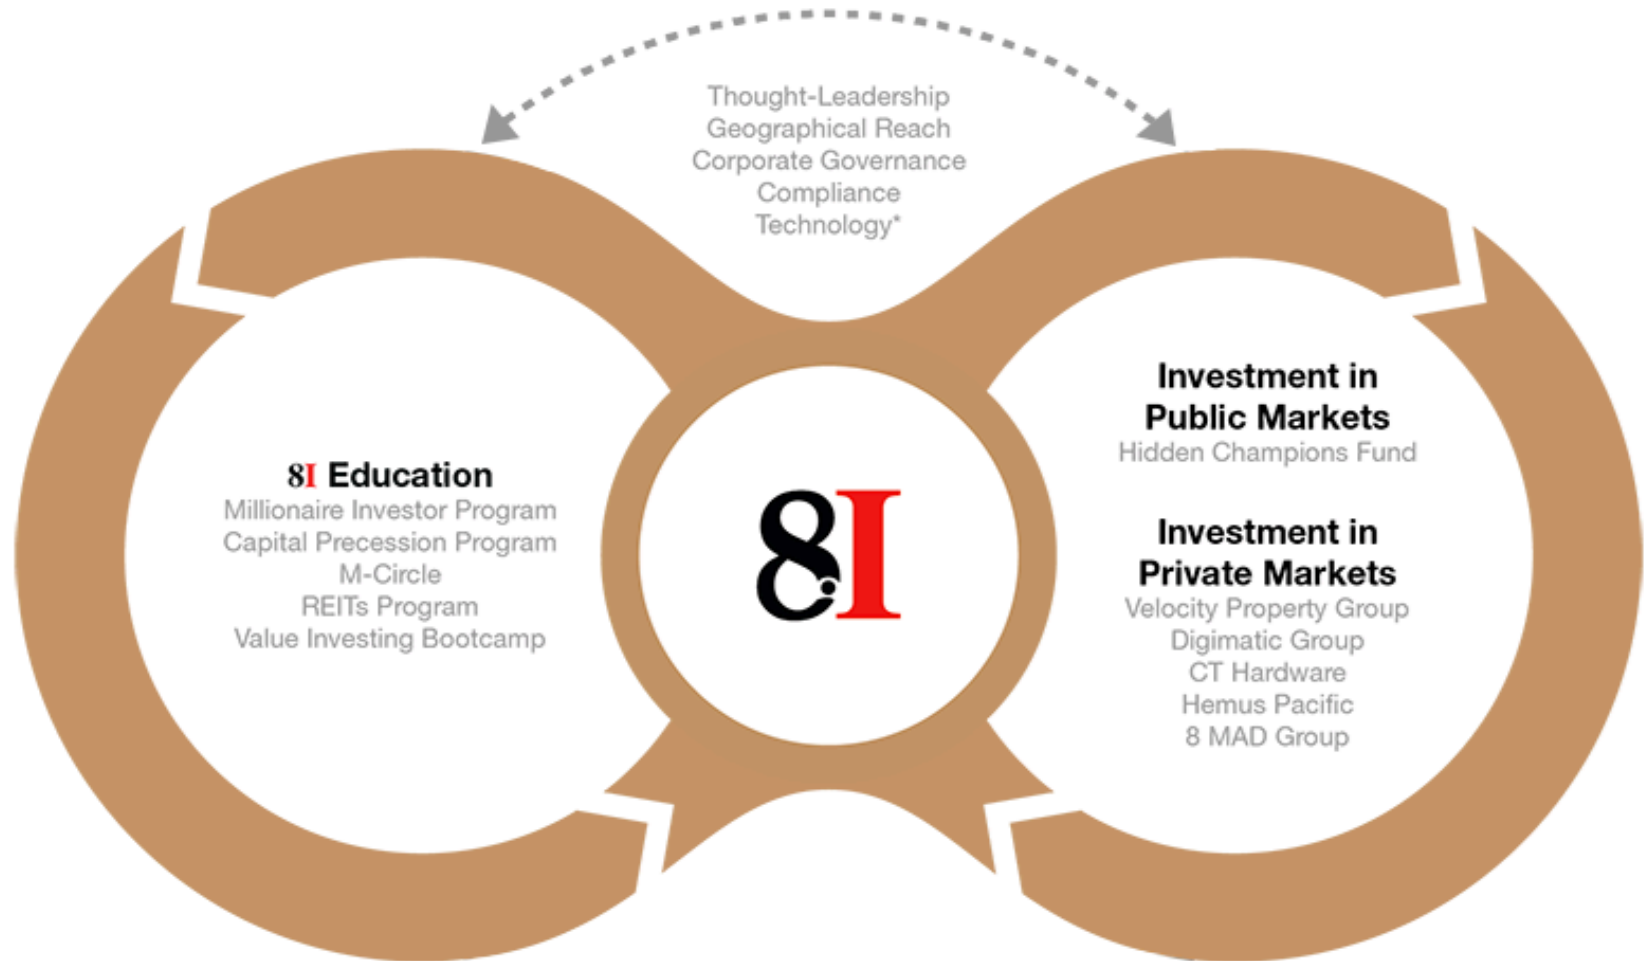 Thought-Leadership
Geographical Reach
Corporate Governance
Compliance
Technology*
8I Education
Millionaire Investor Program
Capital Precession Program
M-Circle
REITs Program
Value Investing Bootcamp
8I
Investment in
Public Markets
Hidden Champions Fund
Investment in
Private Markets
Velocity Property Group
Digimatic Group
CT Hardware
Hemus Pacific
8 MAD Group